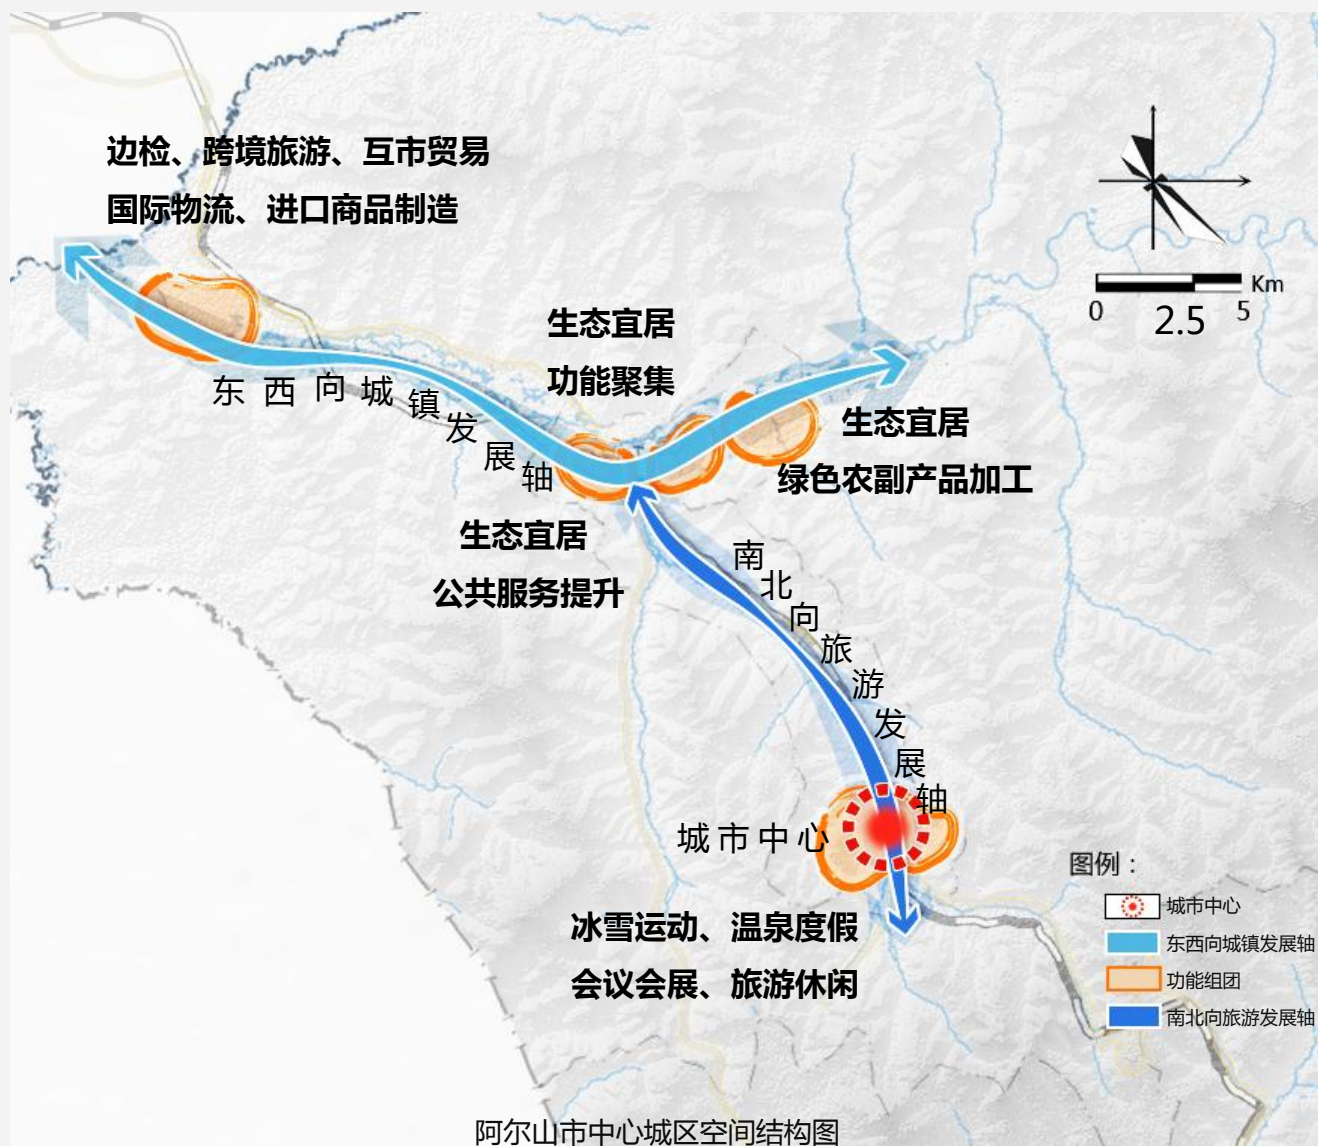 边检、跨境旅游、互市贸易
国际物流、进口商品制造
Km
0 2.5 5
生态宜居
功能聚集
东西向城镇发展轴
生态宜居
绿色农副产品加工
生态宜居
公共服务提升
南北向旅游发展轴
城市中心
冰雪运动、温泉度假
会议会展、旅游休闲
图例：
城市中心
东西向城镇发展轴
功能组团
南北向旅游发展轴
阿尔山市中心城区空间结构图